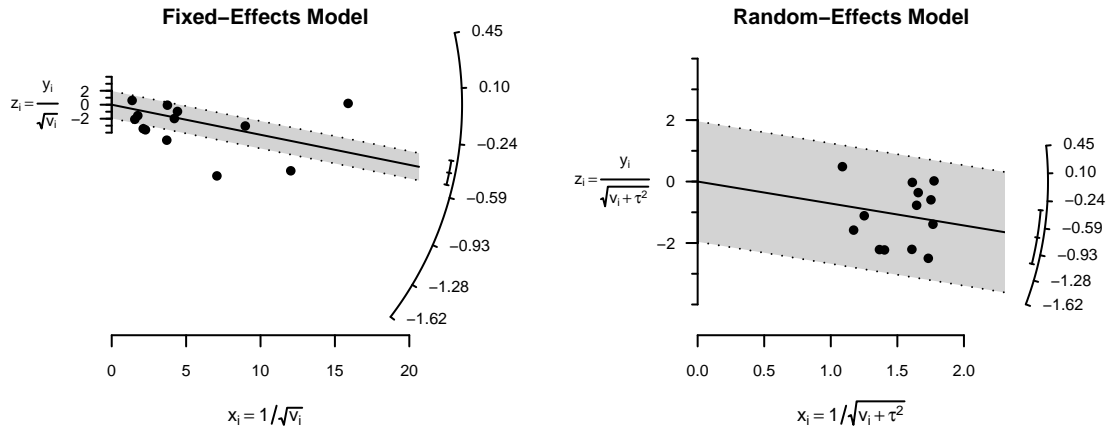 Fixed−Effects Model
z_i = y_i / √v_i
2
0
−2
0.45
0.10
−0.24
−0.59
−0.93
−1.28
−1.62
0 5 10 15 20
x_i = 1/√v_i
Random−Effects Model
z_i = y_i / √(v_i + τ²)
2
0
−2
0.45
0.10
−0.24
−0.59
−0.93
−1.28
−1.62
0.0 0.5 1.0 1.5 2.0
x_i = 1/√(v_i + τ²)